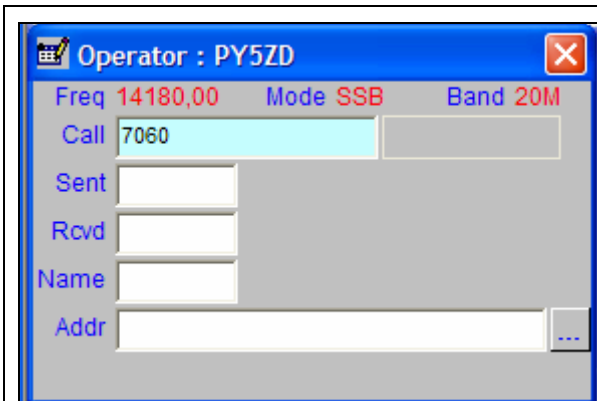 Operator : PY5ZD
Freq 14180,00 Mode SSB Band 20M
Call 7060
Sent
Rcvd
Name
Addr ...